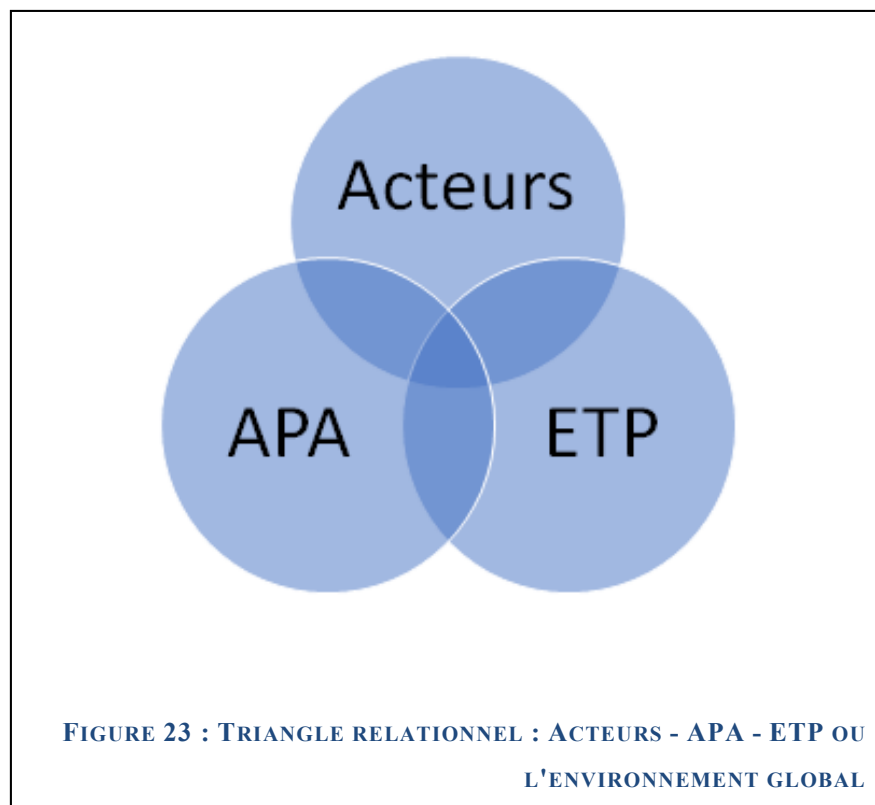 Acteurs
APA
ETP
FIGURE 23 : TRIANGLE RELATIONNEL : ACTEURS - APA - ETP OU
L'ENVIRONNEMENT GLOBAL